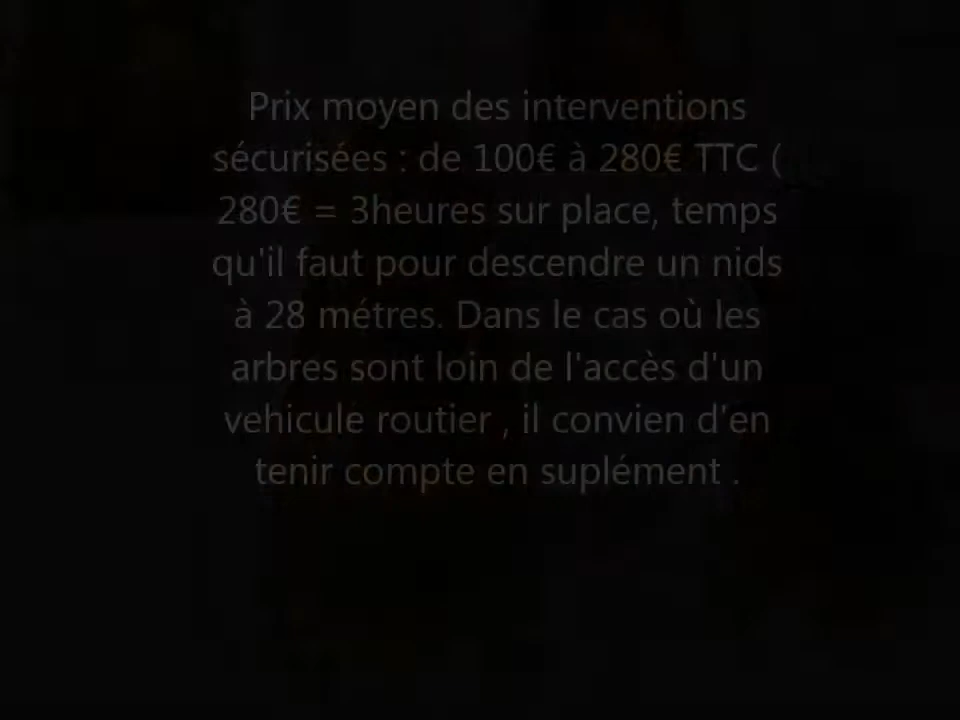 Prix moyen des interventions
sécurisées : de 100€ à 280€ TTC (
280€ = 3heures sur place, temps
qu'il faut pour descendre un nids
à 28 métres. Dans le cas où les
arbres sont loin de l'accès d'un
vehicule routier , il convien d'en
tenir compte en suplément .